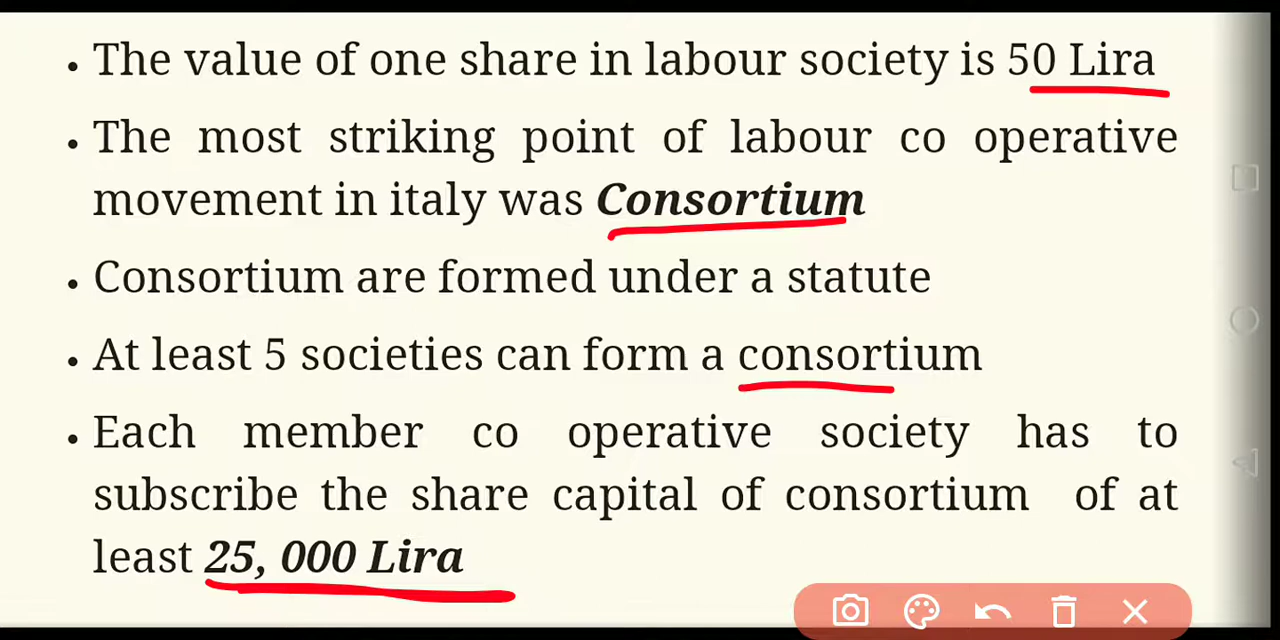 • The value of one share in labour society is 50 Lira
• The most striking point of labour co operative
movement in italy was Consortium
• Consortium are formed under a statute
• At least 5 societies can form a consortium
• Each member co operative society has to
subscribe the share capital of consortium of at
least 25, 000 Lira